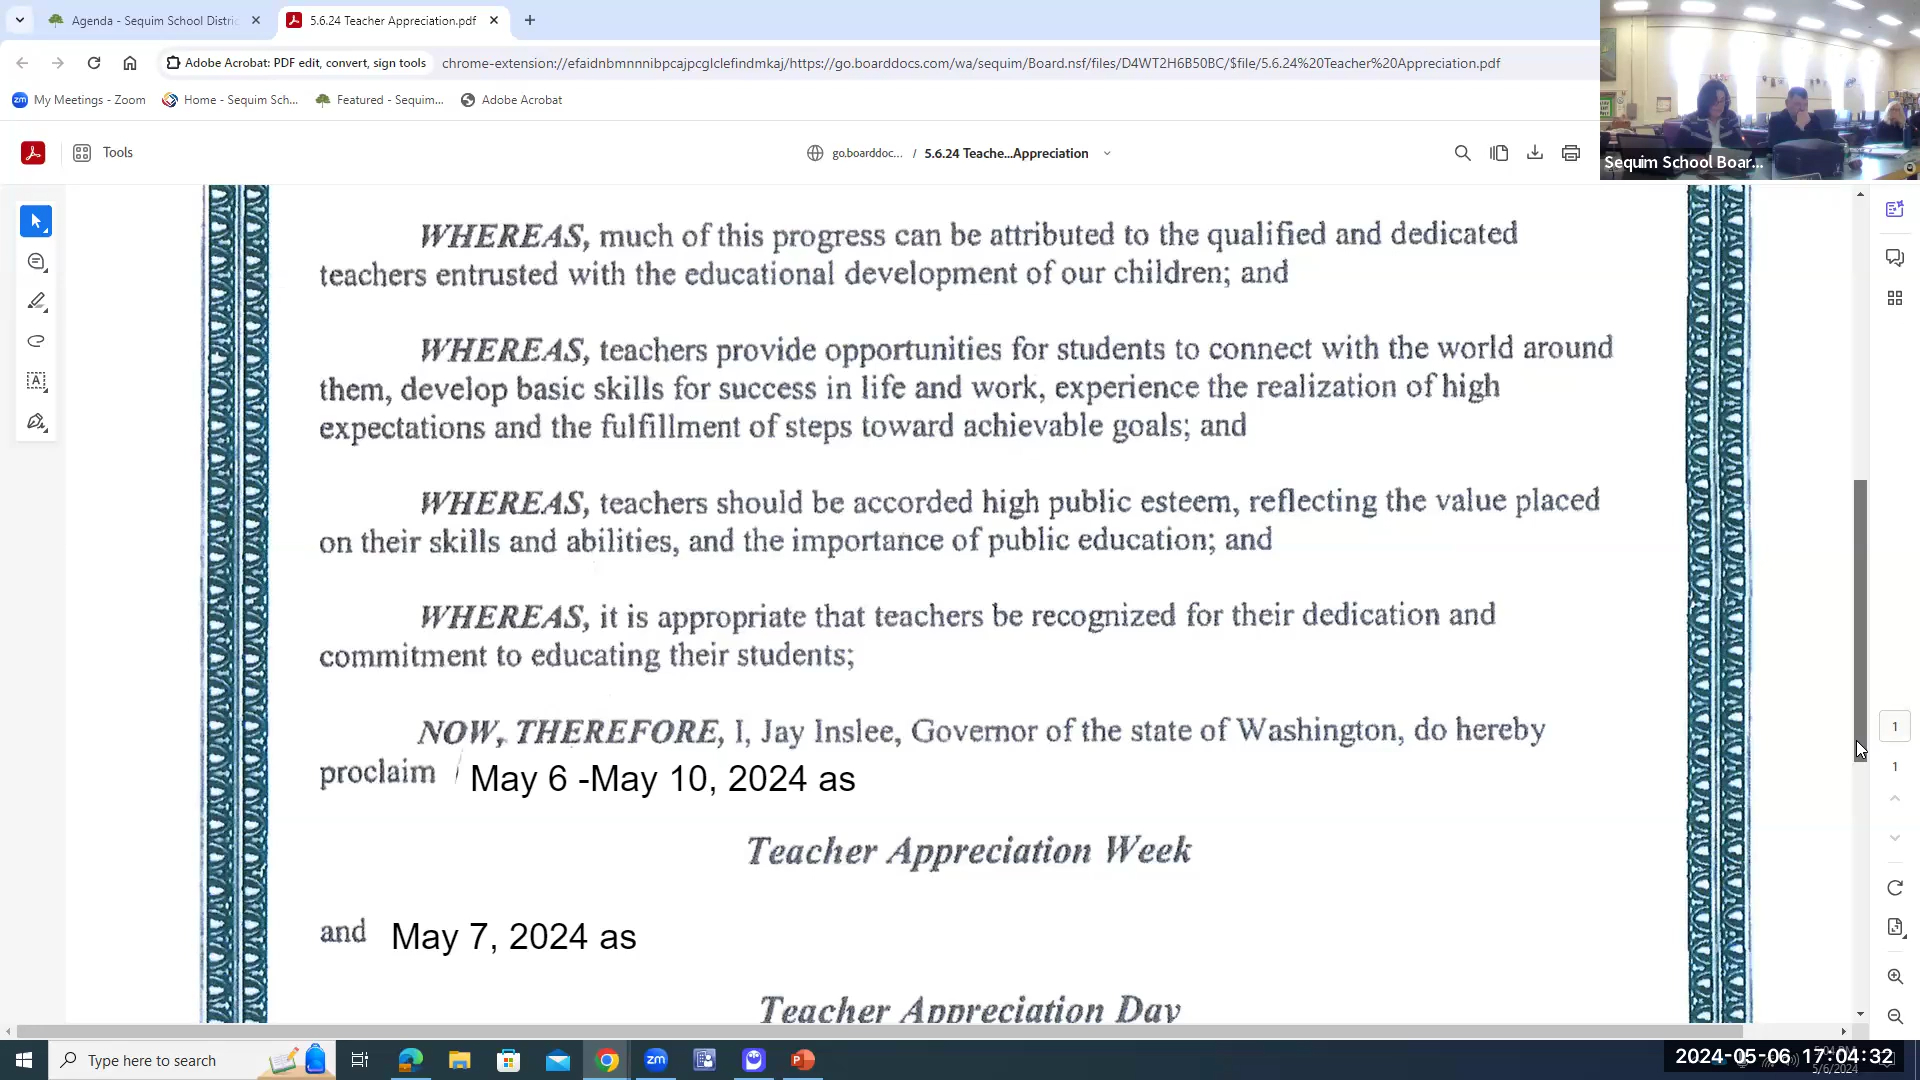 Agenda - Sequim School Distric
5.6.24 Teacher Appreciation.pdf
Adobe Acrobat: PDF edit, convert, sign tools
chrome-extension://efaidnbmnnnibpcajpcglclefindmkaj/https://go.boarddocs.com/wa/sequim/Board.nsf/files/D4WT2H6B50BC/$file/5.6.24%20Teacher%20Appreciation.pdf
zm My Meetings - Zoom
Home - Sequim Sch...
Featured - Sequim...
Adobe Acrobat
Tools
go.boarddoc... / 5.6.24 Teache...Appreciation
Sequim School Boar...
WHEREAS, much of this progress can be attributed to the qualified and dedicated
teachers entrusted with the educational development of our children; and
WHEREAS, teachers provide opportunities for students to connect with the world around
them, develop basic skills for success in life and work, experience the realization of high
expectations and the fulfillment of steps toward achievable goals; and
WHEREAS, teachers should be accorded high public esteem, reflecting the value placed
on their skills and abilities, and the importance of public education; and
WHEREAS, it is appropriate that teachers be recognized for their dedication and
commitment to educating their students;
NOW, THEREFORE, I, Jay Inslee, Governor of the state of Washington, do hereby
proclaim May 6 -May 10, 2024 as
Teacher Appreciation Week
and May 7, 2024 as
Teacher Appreciation Day
1
1
Type here to search
zm
2024-05-06 17:04:32
5/6/2024